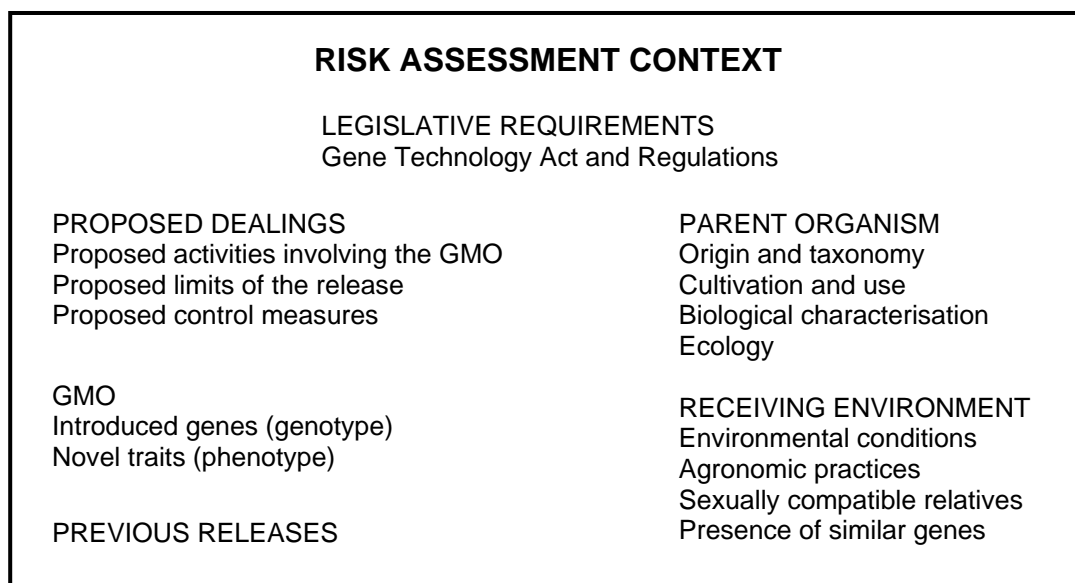 RISK ASSESSMENT CONTEXT
LEGISLATIVE REQUIREMENTS
Gene Technology Act and Regulations
PROPOSED DEALINGS
Proposed activities involving the GMO
Proposed limits of the release
Proposed control measures
GMO
Introduced genes (genotype)
Novel traits (phenotype)
PREVIOUS RELEASES
PARENT ORGANISM
Origin and taxonomy
Cultivation and use
Biological characterisation
Ecology
RECEIVING ENVIRONMENT
Environmental conditions
Agronomic practices
Sexually compatible relatives
Presence of similar genes